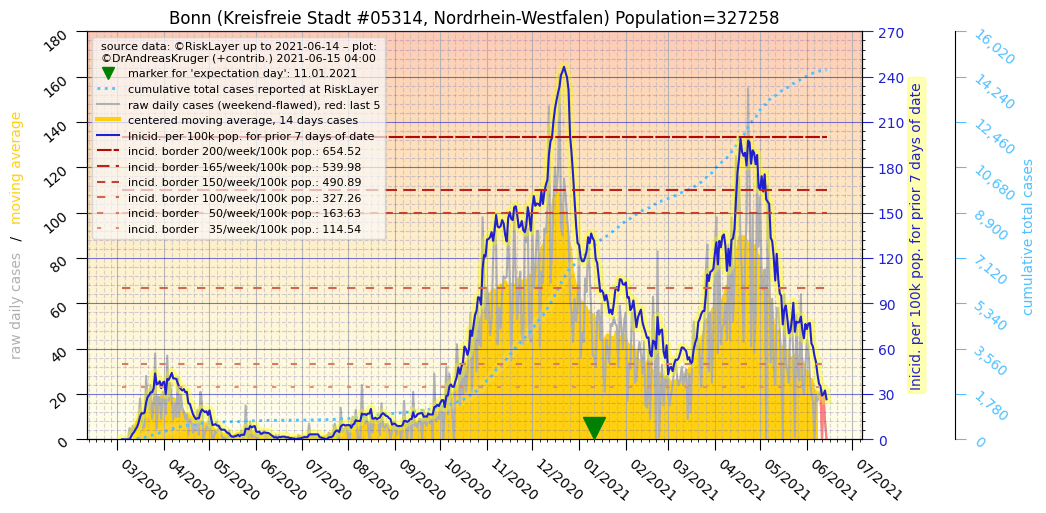 Bonn (Kreisfreie Stadt #05314, Nordrhein-Westfalen) Population=327258
source data: ©RiskLayer up to 2021-06-14 – plot:
©DrAndreasKruger (+contrib.) 2021-06-15 04:00
marker for 'expectation day': 11.01.2021
cumulative total cases reported at RiskLayer
raw daily cases (weekend-flawed), red: last 5
centered moving average, 14 days cases
Inicid. per 100k pop. for prior 7 days of date
incid. border 200/week/100k pop.: 654.52
incid. border 165/week/100k pop.: 539.98
incid. border 150/week/100k pop.: 490.89
incid. border 100/week/100k pop.: 327.26
incid. border   50/week/100k pop.: 163.63
incid. border   35/week/100k pop.: 114.54
raw daily cases / moving average
180
160
140
120
100
80
60
40
20
0
03/2020
04/2020
05/2020
06/2020
07/2020
08/2020
09/2020
10/2020
11/2020
12/2020
01/2021
02/2021
03/2021
04/2021
05/2021
06/2021
07/2021
270
240
210
180
150
120
90
60
30
0
Inicid. per 100k pop. for prior 7 days of date
16,020
14,240
12,460
10,680
8,900
7,120
5,340
3,560
1,780
0
cumulative total cases